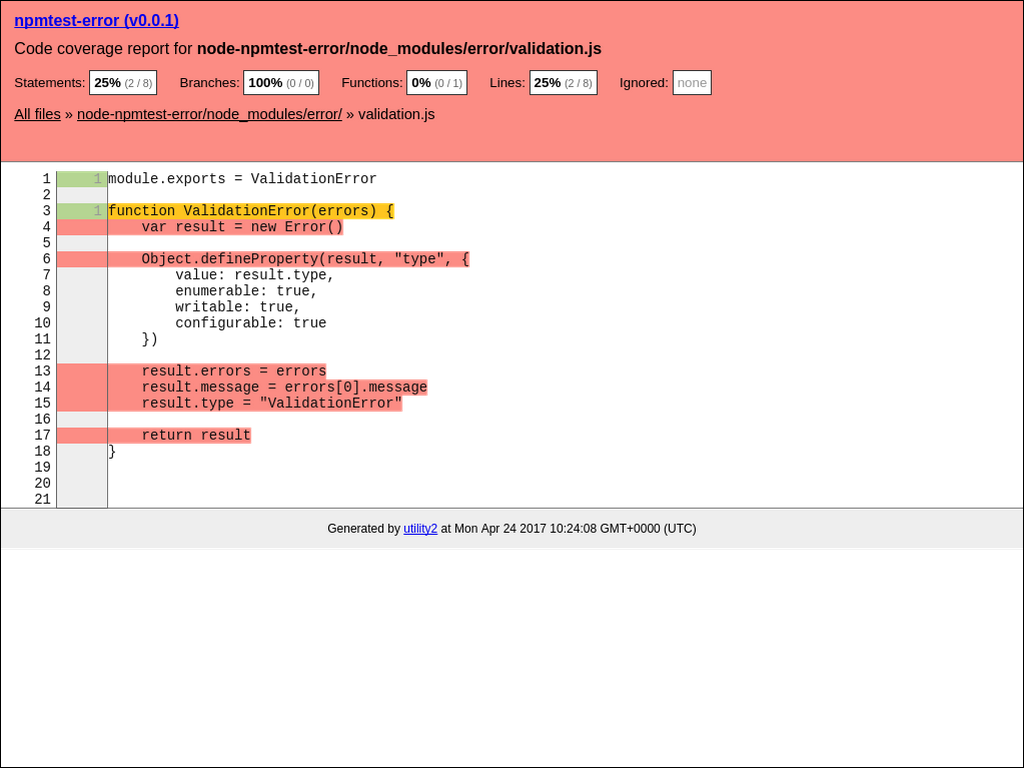 npmtest-error (v0.0.1)
Code coverage report for node-npmtest-error/node_modules/error/validation.js
Statements: 25% (2 / 8) Branches: 100% (0 / 0) Functions: 0% (0 / 1) Lines: 25% (2 / 8) Ignored: none
All files » node-npmtest-error/node_modules/error/ » validation.js
1 1 module.exports = ValidationError
2
3 1 function ValidationError(errors) {
4     var result = new Error()
5
6     Object.defineProperty(result, "type", {
7         value: result.type,
8         enumerable: true,
9         writable: true,
10         configurable: true
11     })
12
13     result.errors = errors
14     result.message = errors[0].message
15     result.type = "ValidationError"
16
17     return result
18 }
19
20
21
Generated by utility2 at Mon Apr 24 2017 10:24:08 GMT+0000 (UTC)